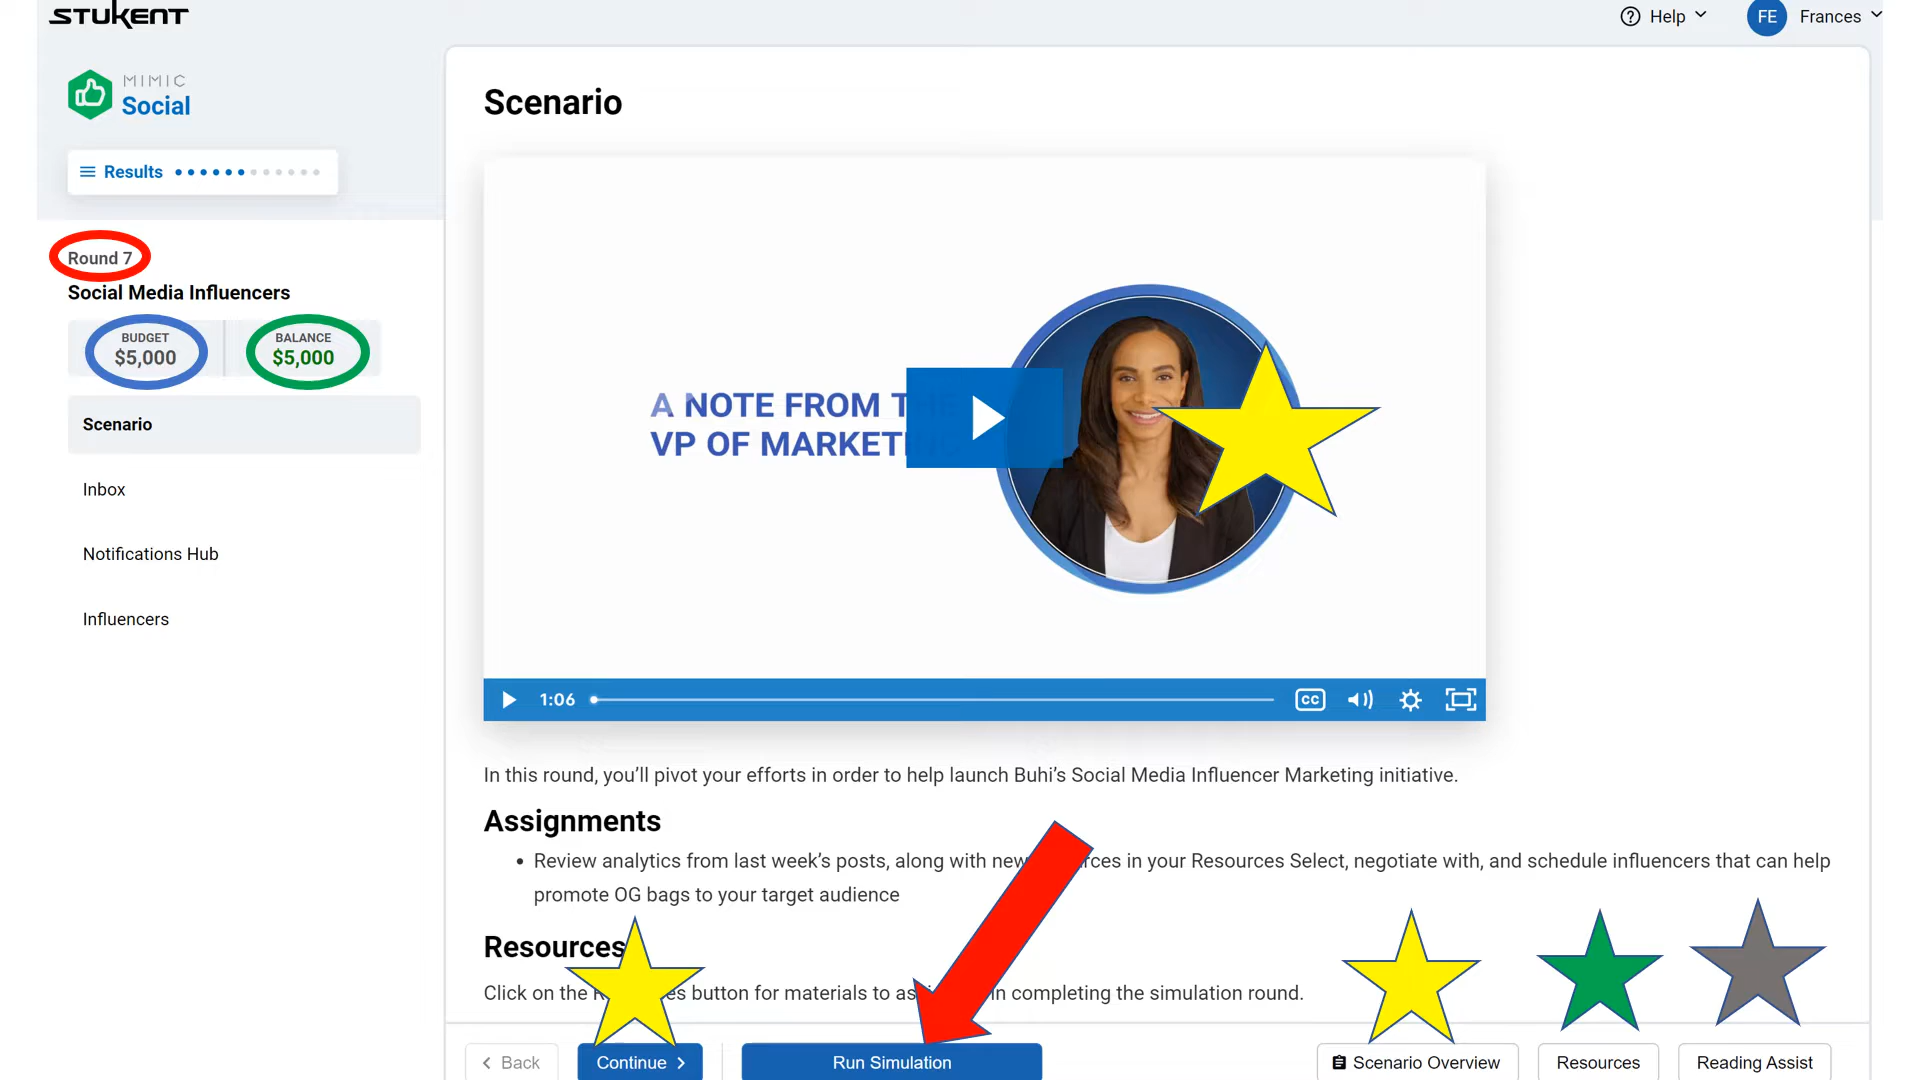 STUKENT
Help
FE
Frances
MIMIC
Social
Results
Round 7
Social Media Influencers
BUDGET
$5,000
BALANCE
$5,000
Scenario
Inbox
Notifications Hub
Influencers
Scenario
A NOTE FROM THE
VP OF MARKETING
1:06
CC
In this round, you'll pivot your efforts in order to help launch Buhi's Social Media Influencer Marketing initiative.
Assignments
• Review analytics from last week's posts, along with new in your Resources Select, negotiate with, and schedule influencers that can help
promote OG bags to your target audience
Resources
Click on the button for materials to in completing the simulation round.
Back
Continue
Run Simulation
Scenario Overview
Resources
Reading Assist